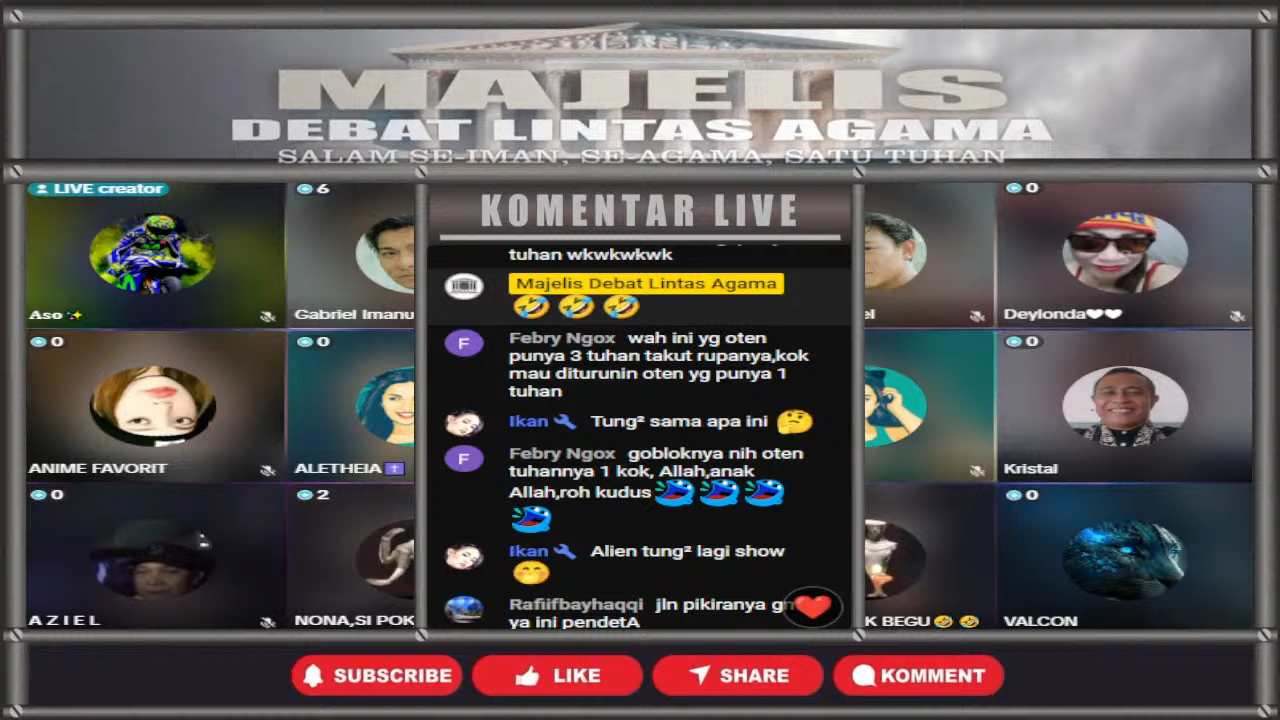 MAJELIS
DEBAT LINTAS AGAMA
SALAM SE-IMAN, SE-AGAMA, SATU TUHAN
LIVE creator
6
0
KOMENTAR LIVE
Aso
Gabriel Imanu
el
Deylonda
tuhan wkwkwkwk
Majelis Debat Lintas Agama
🤣 🤣 🤣
F
Febry Ngox wah ini yg oten
punya 3 tuhan takut rupanya,kok
mau diturunin oten yg punya 1
tuhan
Ikan Tung² sama apa ini 🤔
F
Febry Ngox gobloknya nih oten
tuhannya 1 kok, Allah,anak
Allah,roh kudus
Ikan Alien tung² lagi show
🤭
Rafiifbayhaqqi jln pikiranya gn
ya ini pendetA
0
0
0
ANIME FAVORIT
ALETHEIA
Kristal
0
2
0
A Z I E L
NONA,SI POK
K BEGU 🤣 🤣
VALCON
SUBSCRIBE
LIKE
SHARE
KOMMENT